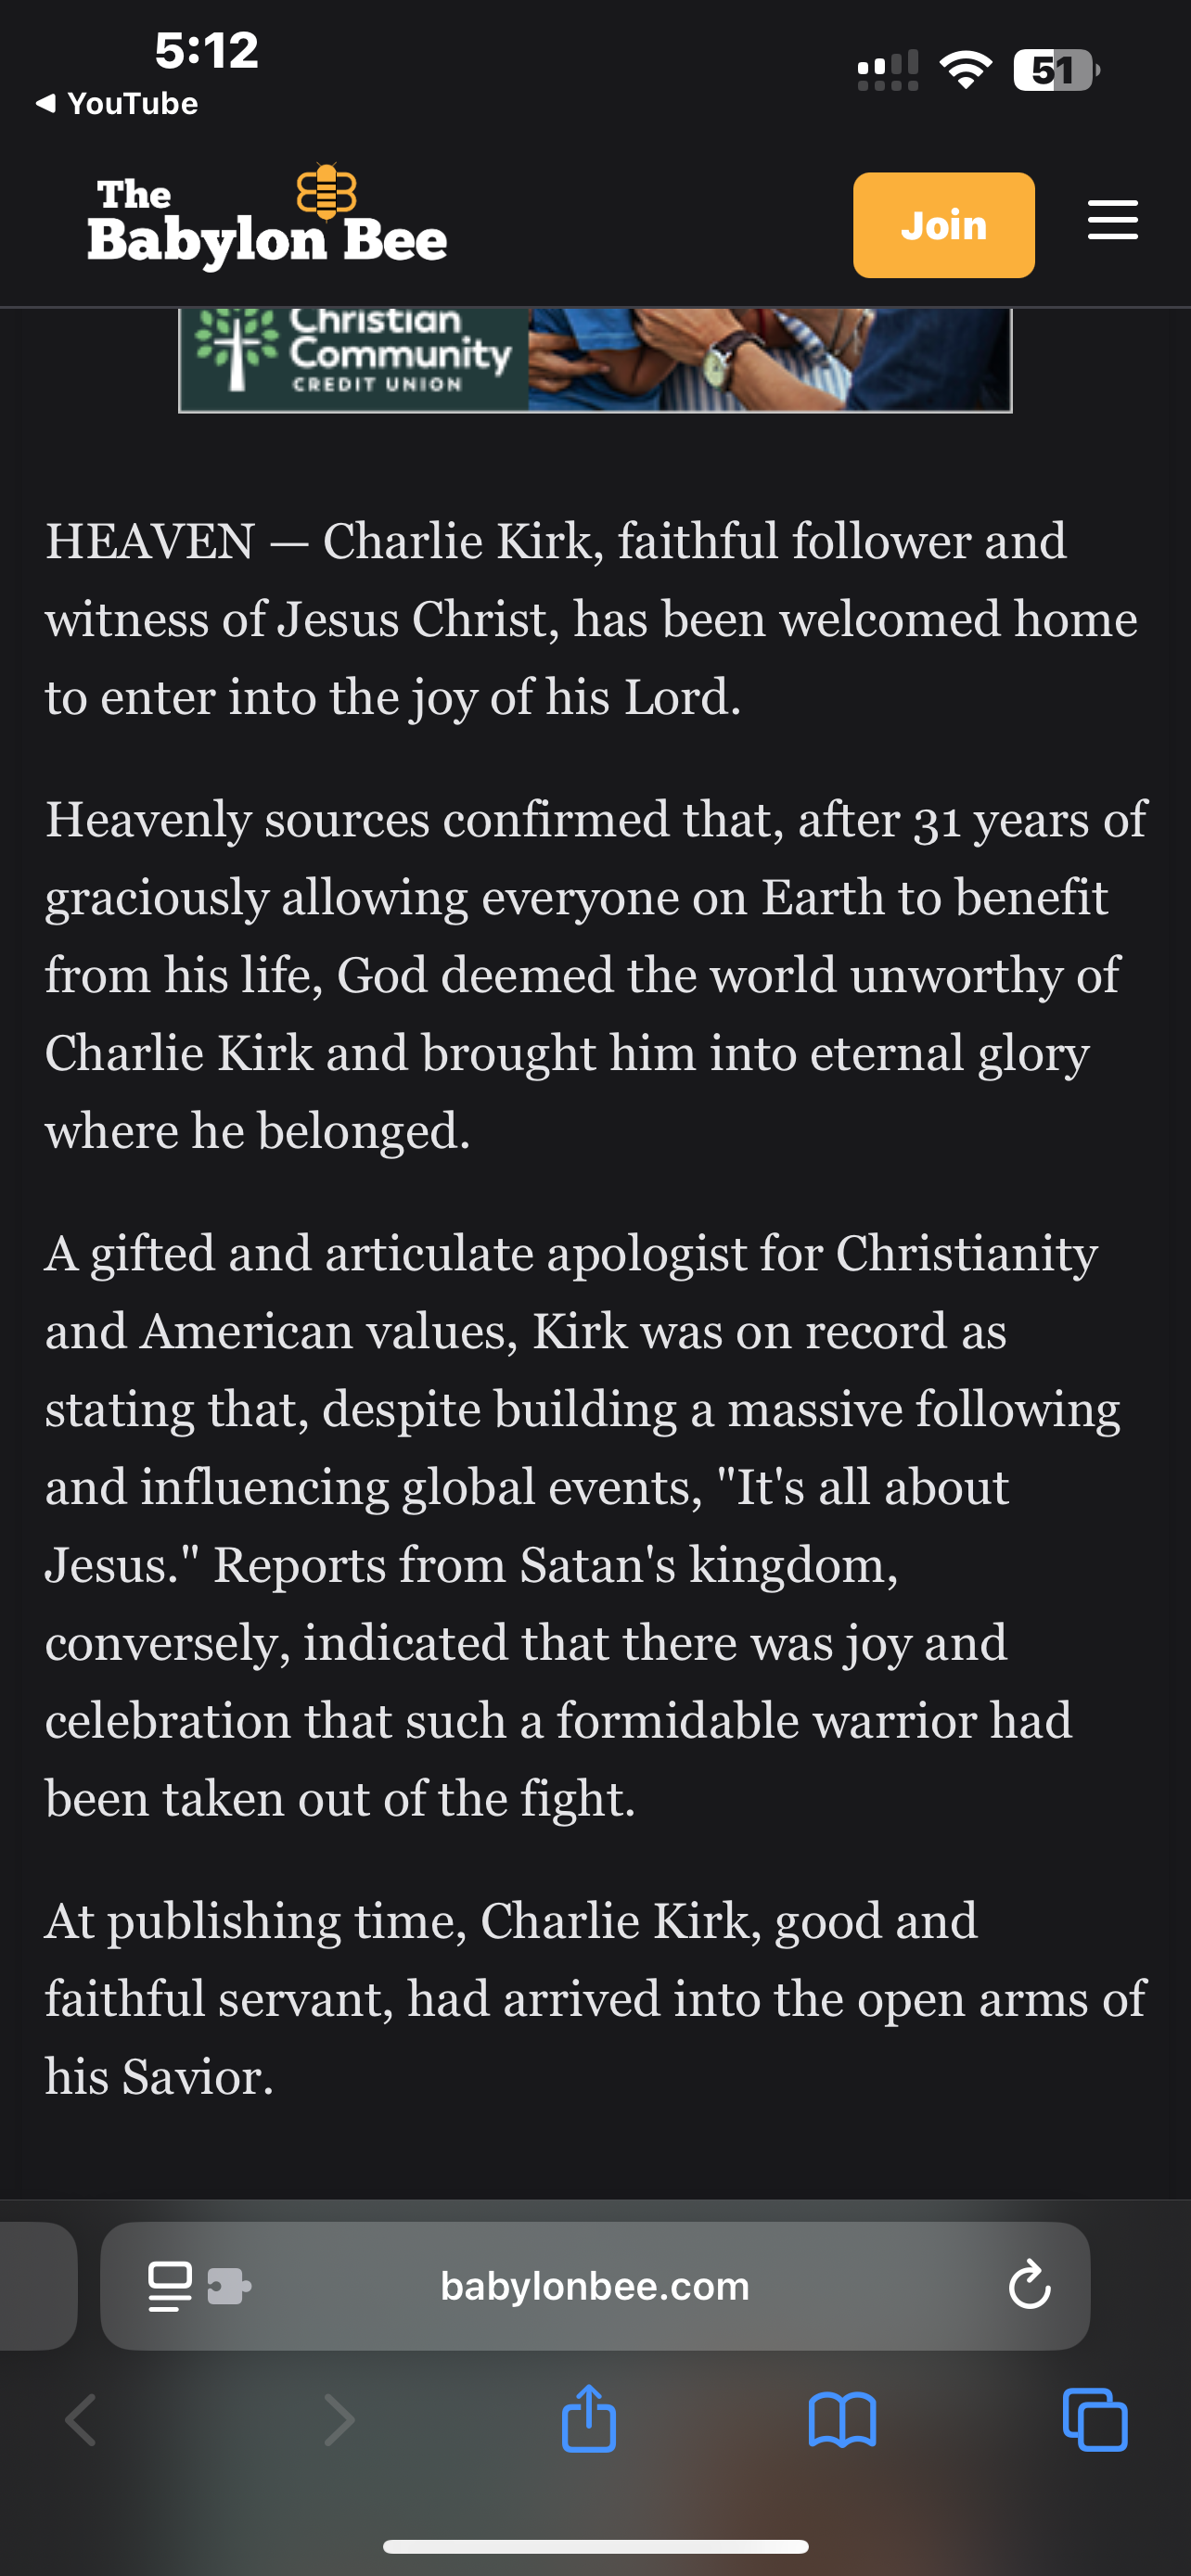 5:12
51
◀ YouTube
The
Babylon Bee
Join
Christian
Community
CREDIT UNION
HEAVEN — Charlie Kirk, faithful follower and
witness of Jesus Christ, has been welcomed home
to enter into the joy of his Lord.
Heavenly sources confirmed that, after 31 years of
graciously allowing everyone on Earth to benefit
from his life, God deemed the world unworthy of
Charlie Kirk and brought him into eternal glory
where he belonged.
A gifted and articulate apologist for Christianity
and American values, Kirk was on record as
stating that, despite building a massive following
and influencing global events, "It's all about
Jesus." Reports from Satan's kingdom,
conversely, indicated that there was joy and
celebration that such a formidable warrior had
been taken out of the fight.
At publishing time, Charlie Kirk, good and
faithful servant, had arrived into the open arms of
his Savior.
babylonbee.com